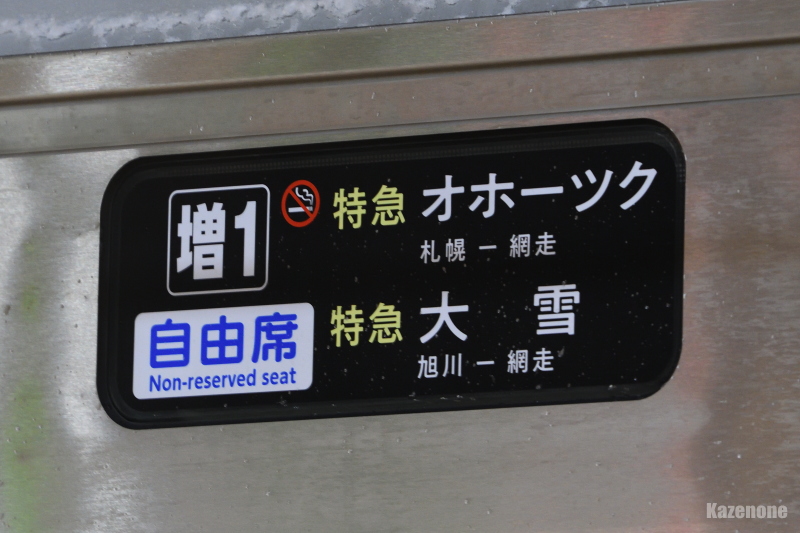 増1
特急 オホーツク
札幌 ー 網走
自由席
Non-reserved seat
特急 大 雪
旭川 ー 網走
Kazenone